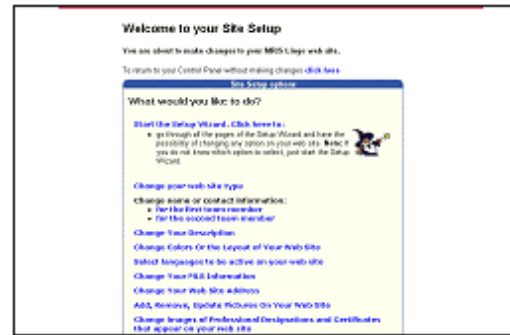 Welcome to your Site Setup
You are about to make changes to your MRIS Lingo web site.
To return to your Control Panel without making changes click here
Site Setup options
What would you like to do?
Start the Setup Wizard. Click here to:
go through all the pages of the Setup Wizard and have the
possibility of changing any option on your web site. Note: If
you do not know which option to select, just start the Setup
Wizard.
Change your web site type
Change name or contact information:
for the first team member
for the second team member
Change Your Description
Change Colors Or the Layout of Your Web Site
Select languages to be active on your web site
Change Your MLS Information
Change Your Web Site Address
Add, Remove, Update Pictures On Your Web Site
Change Images of Professional Designations and Certificates
that appear on your web site